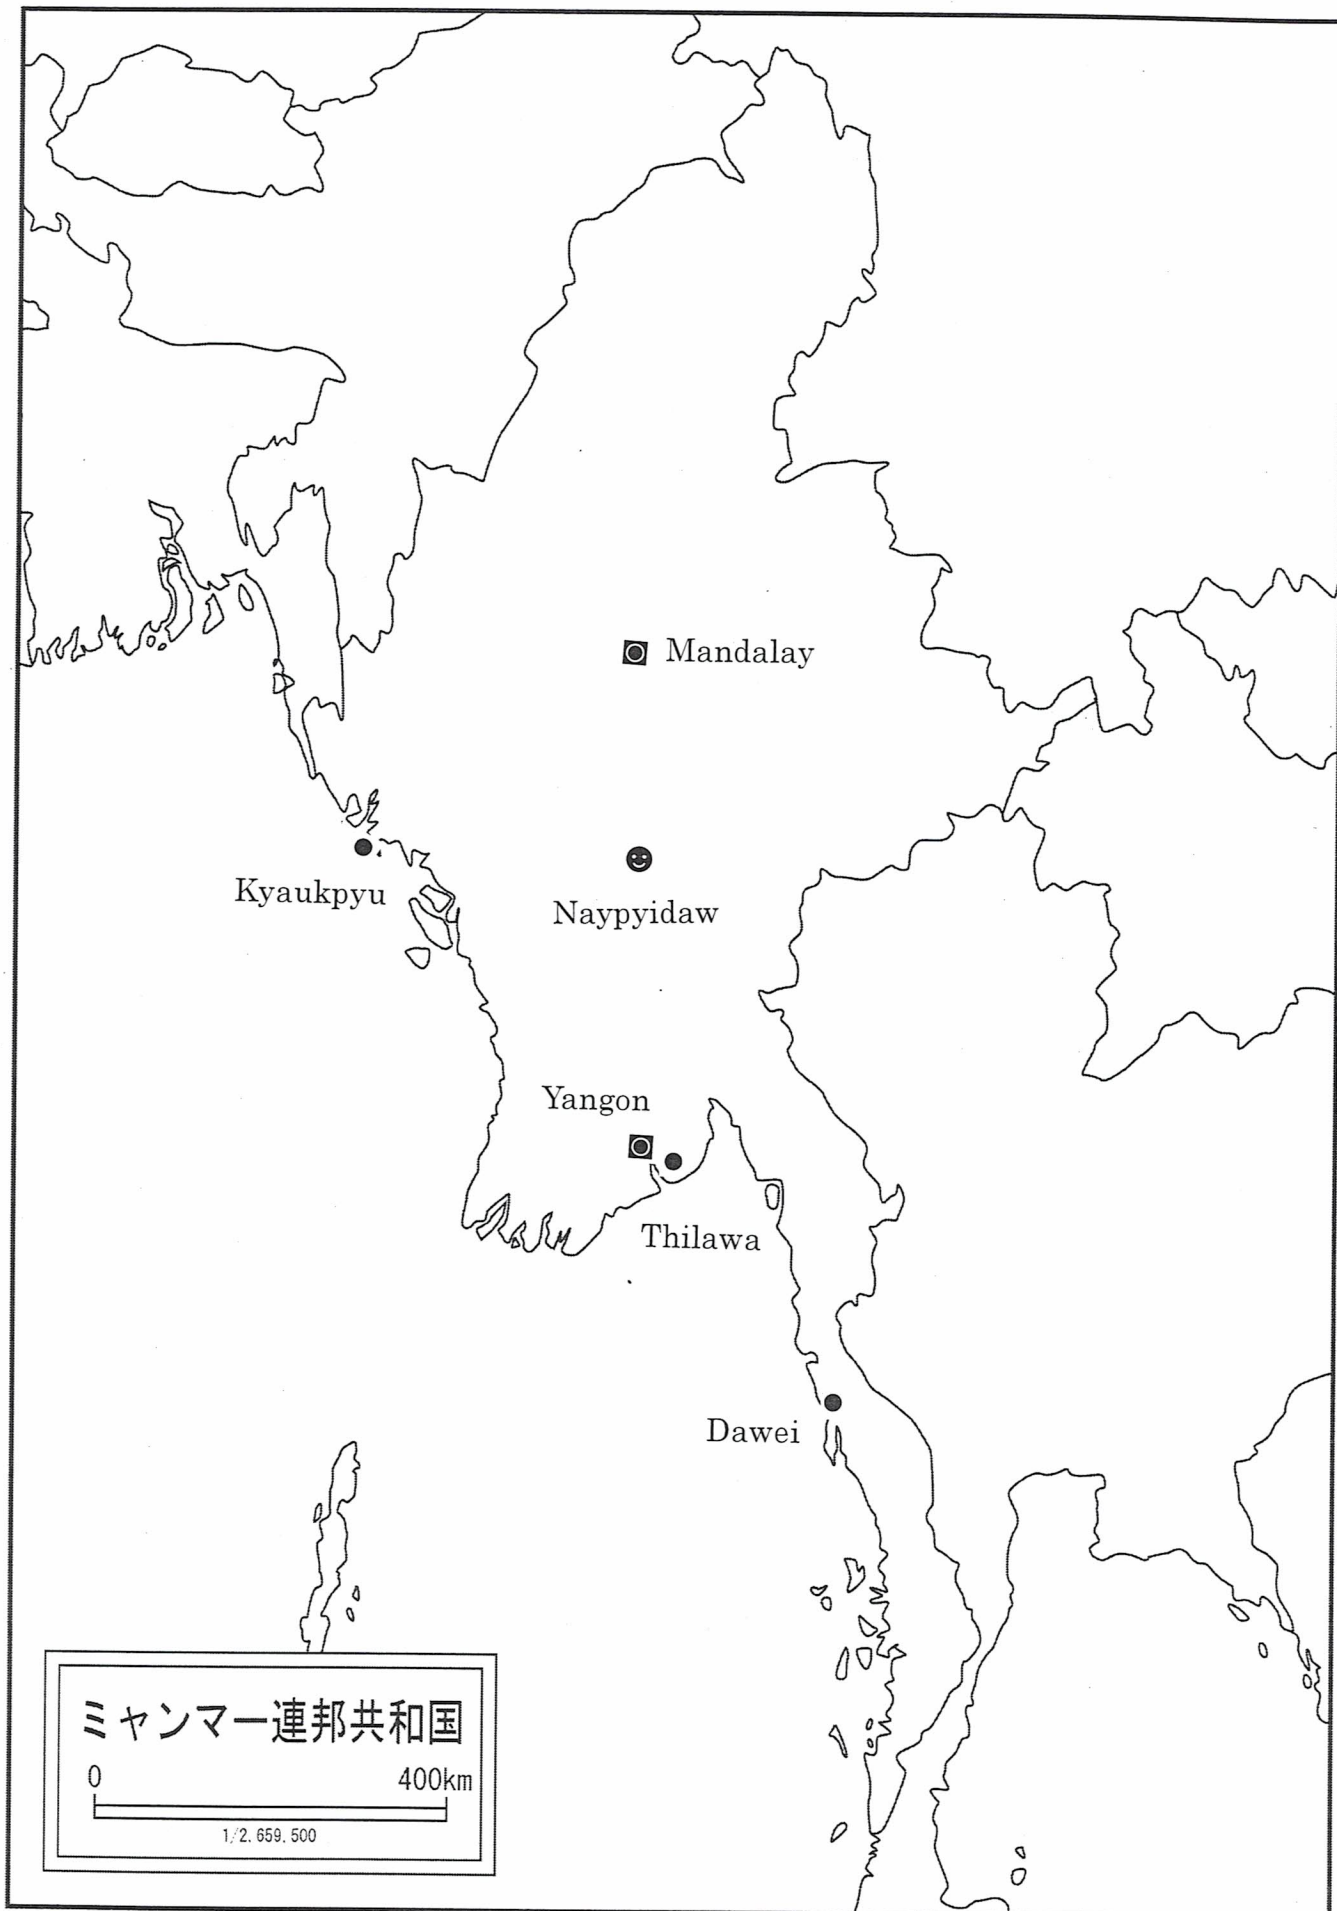 Mandalay
Kyaukpyu
Naypyidaw
Yangon
Thilawa
Dawei
ミャンマー連邦共和国
0 400km
1/2.659.500